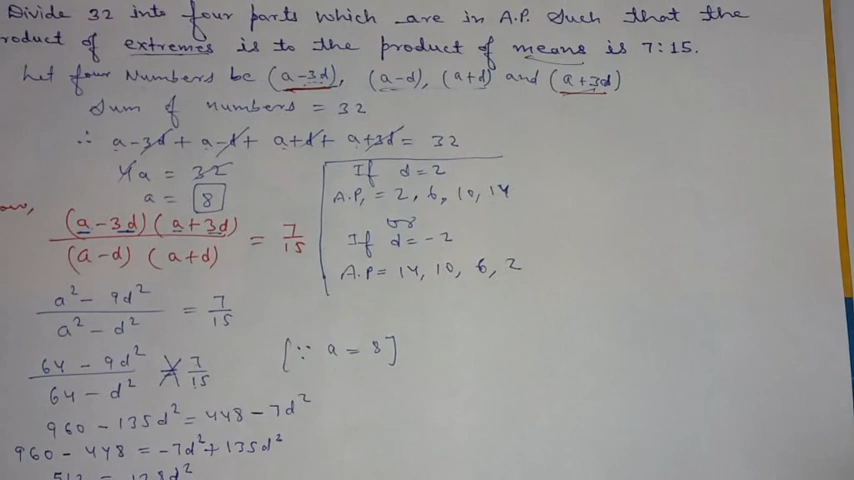 Divide 32 into four parts which are in A.P. Such that the
roduct of extremes is to the product of means is 7:15.
Let four Numbers be (a-3d), (a-d), (a+d) and (a+3d)
Sum of numbers = 32
∴ a-3d + a-d + a+d + a+3d = 32
4a = 32
a = 8
(a-3d)(a+3d) / (a-d)(a+d) = 7/15
a² - 9d² / a² - d² = 7/15
64 - 9d² / 64 - d² = 7/15 [∵ a = 8]
960 - 135d² = 448 - 7d²
960 - 448 = -7d² + 135d²
512 = 128d²
If d = 2
A.P. = 2, 6, 10, 14
or
If d = -2
A.P = 14, 10, 6, 2